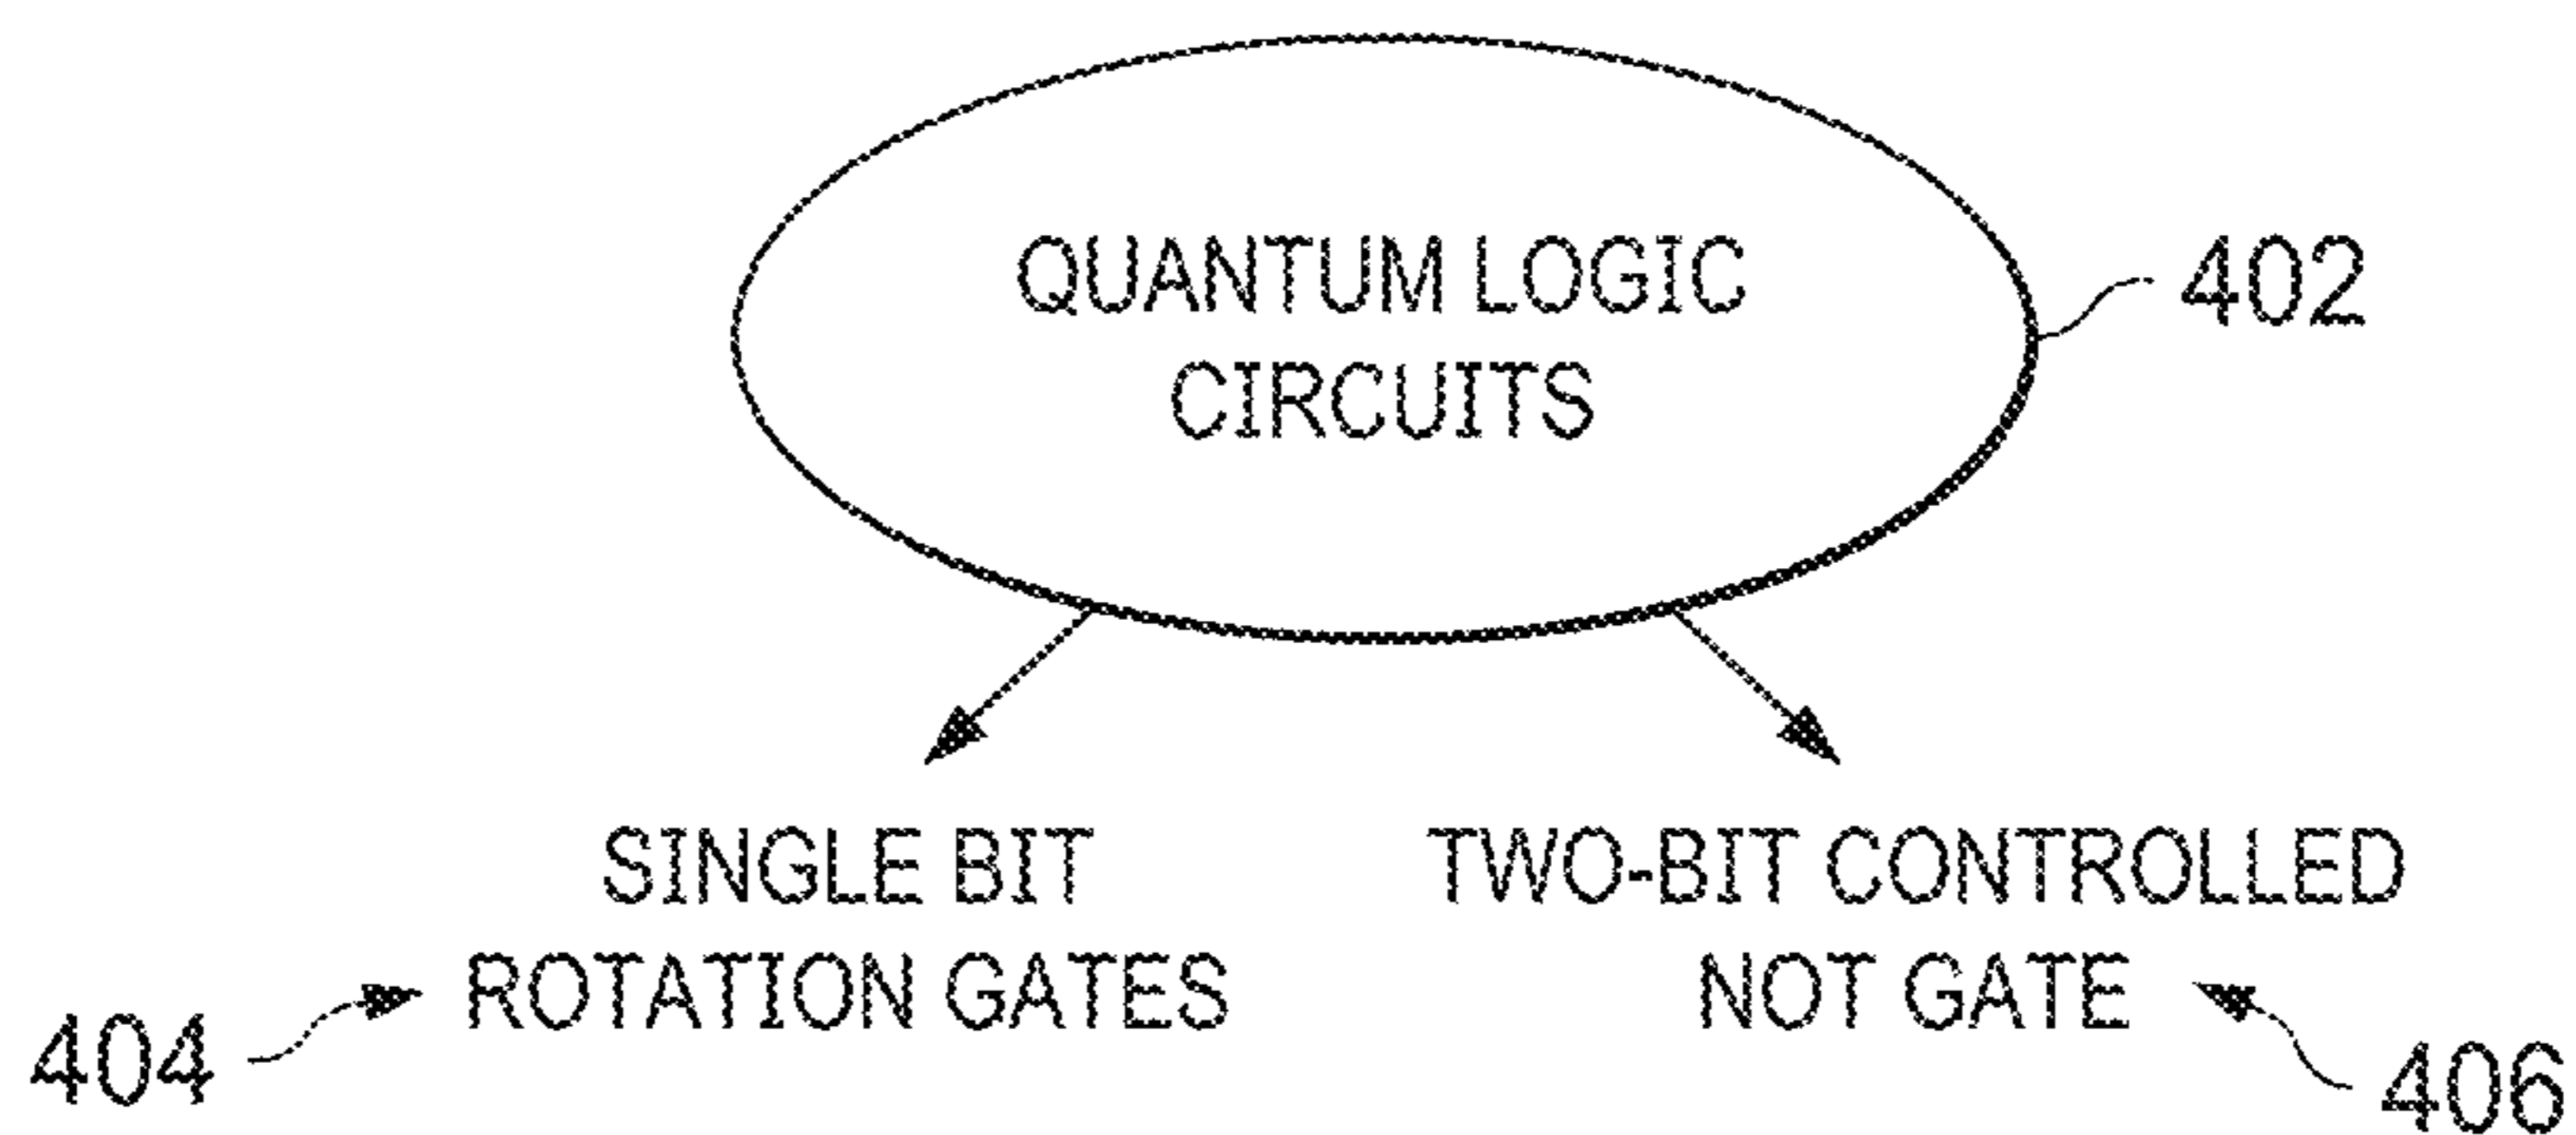 QUANTUM LOGIC
CIRCUITS
402
SINGLE BIT
ROTATION GATES
404
TWO-BIT CONTROLLED
NOT GATE
406